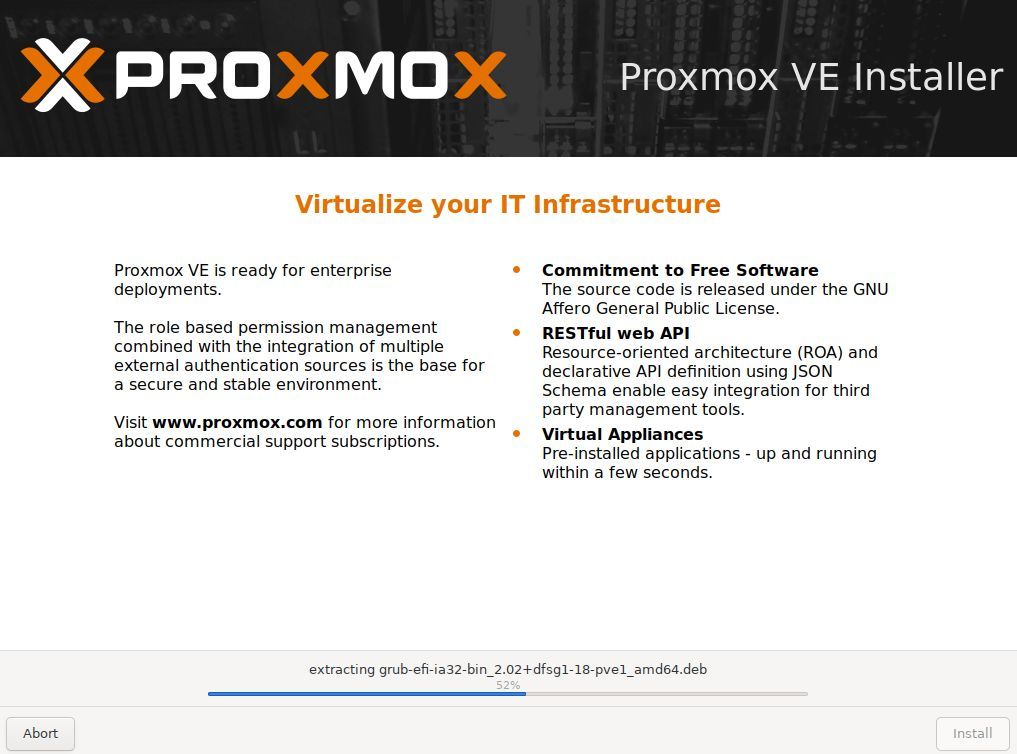 PROXMOX
Proxmox VE Installer
Virtualize your IT Infrastructure
Proxmox VE is ready for enterprise
deployments.
The role based permission management
combined with the integration of multiple
external authentication sources is the base for
a secure and stable environment.
Visit www.proxmox.com for more information
about commercial support subscriptions.
Commitment to Free Software
The source code is released under the GNU
Affero General Public License.
RESTful web API
Resource-oriented architecture (ROA) and
declarative API definition using JSON
Schema enable easy integration for third
party management tools.
Virtual Appliances
Pre-installed applications - up and running
within a few seconds.
extracting grub-efi-ia32-bin_2.02+dfsg1-18-pve1_amd64.deb
52%
Abort
Install